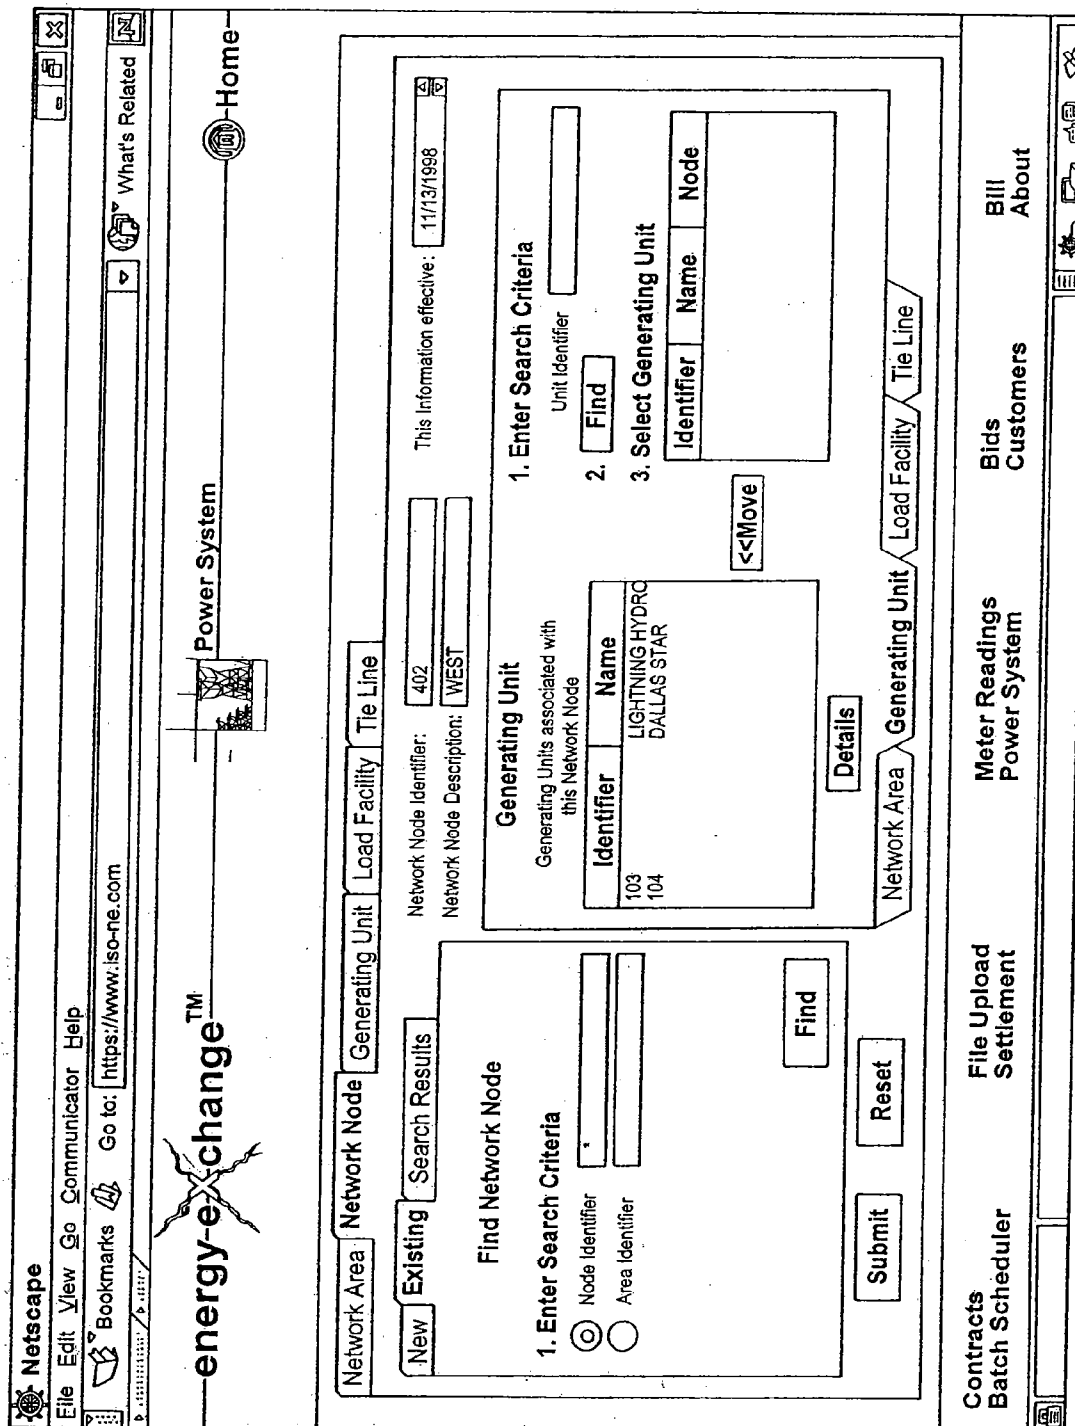 Netscape
File Edit View Go Communicator Help
Bookmarks Go to: https://www.iso-ne.com What's Related
energy-e×change™
Power System
Home
Network Area Network Node Generating Unit Load Facility Tie Line
New Existing Search Results
Find Network Node
1. Enter Search Criteria
Node Identifier *
Area Identifier
Find
Submit Reset
Network Node Identifier: 402
Network Node Description: WEST
This Information effective: 11/13/1998
Generating Unit
Generating Units associated with
this Network Node
Identifier Name
103 LIGHTNING HYDRO
104 DALLAS STAR
Details
<<Move
1. Enter Search Criteria
Unit Identifier
2. Find
3. Select Generating Unit
Identifier Name Node
Network Area Generating Unit Load Facility Tie Line
Contracts File Upload Meter Readings Bids Bill
Batch Scheduler Settlement Power System Customers About